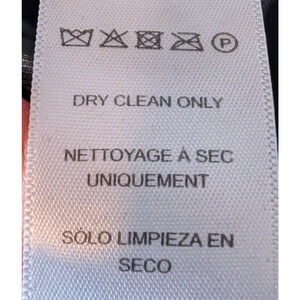 P
DRY CLEAN ONLY
NETTOYAGE À SEC
UNIQUEMENT
SÓLO LIMPIEZA EN
SECO